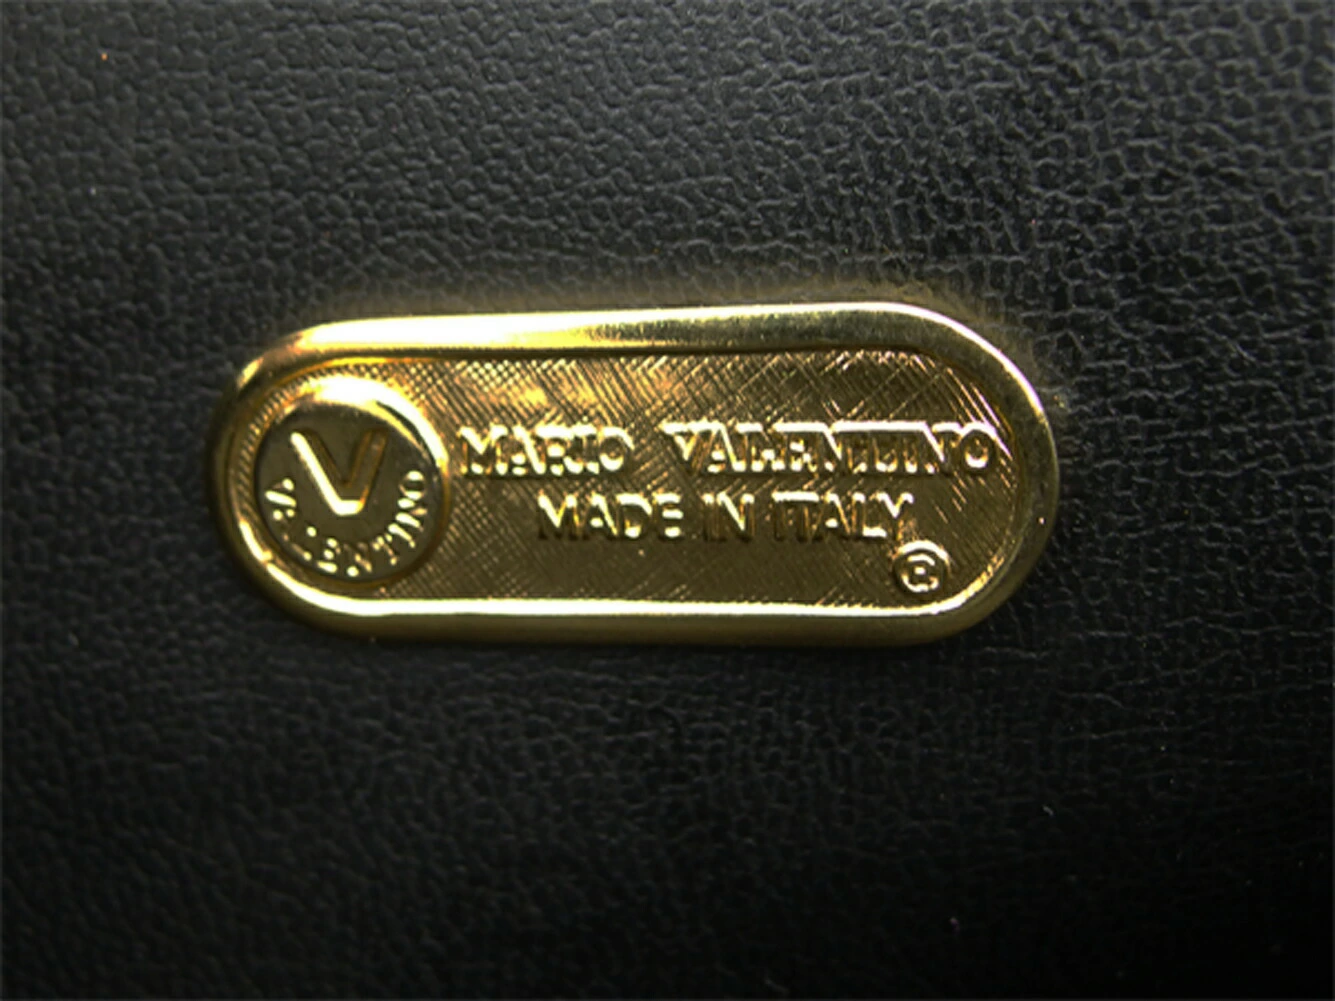 V
VALENTINO
MARIO VALENTINO
MADE IN ITALY
®